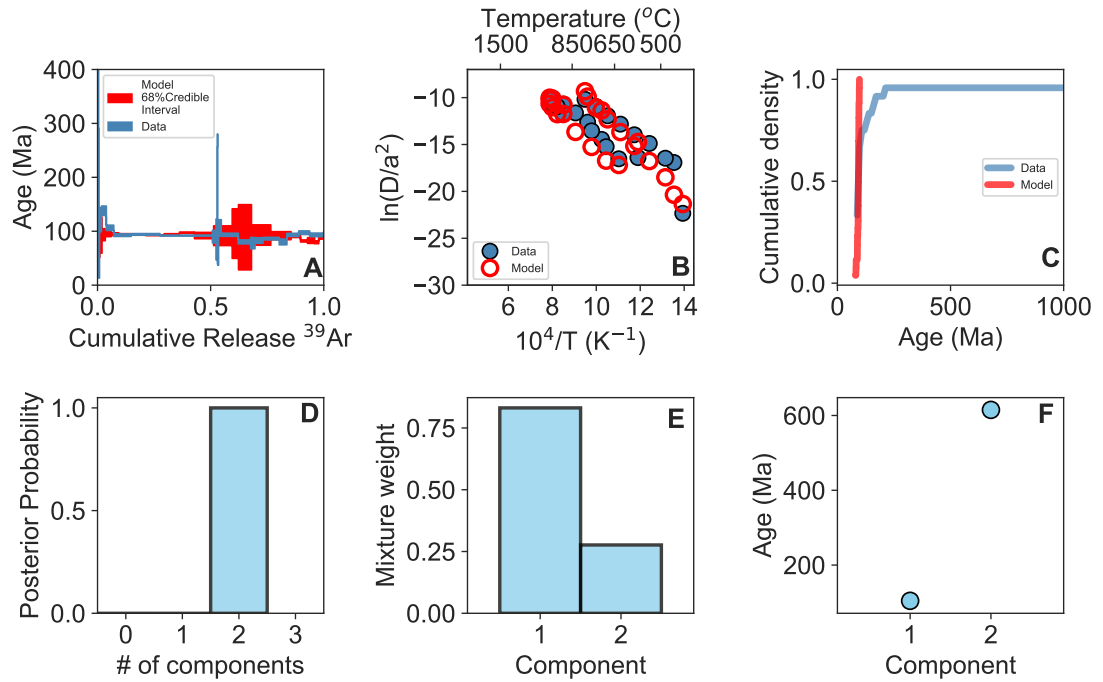 Age (Ma)
400
300
200
100
0
Model
68%Credible
Interval
Data
A
0.0
0.5
1.0
Cumulative Release ³⁹Ar
Temperature (°C)
1500
850
650
500
ln(D/a²)
−10
−15
−20
−25
−30
Data
Model
B
6
8
10
12
14
10⁴/T (K⁻¹)
Cumulative density
1.0
0.5
0.0
Data
Model
C
0
500
1000
Age (Ma)
Posterior Probability
1.0
0.5
0.0
D
0
1
2
3
# of components
Mixture weight
0.75
0.50
0.25
0.00
E
1
2
Component
Age (Ma)
600
400
200
F
1
2
Component